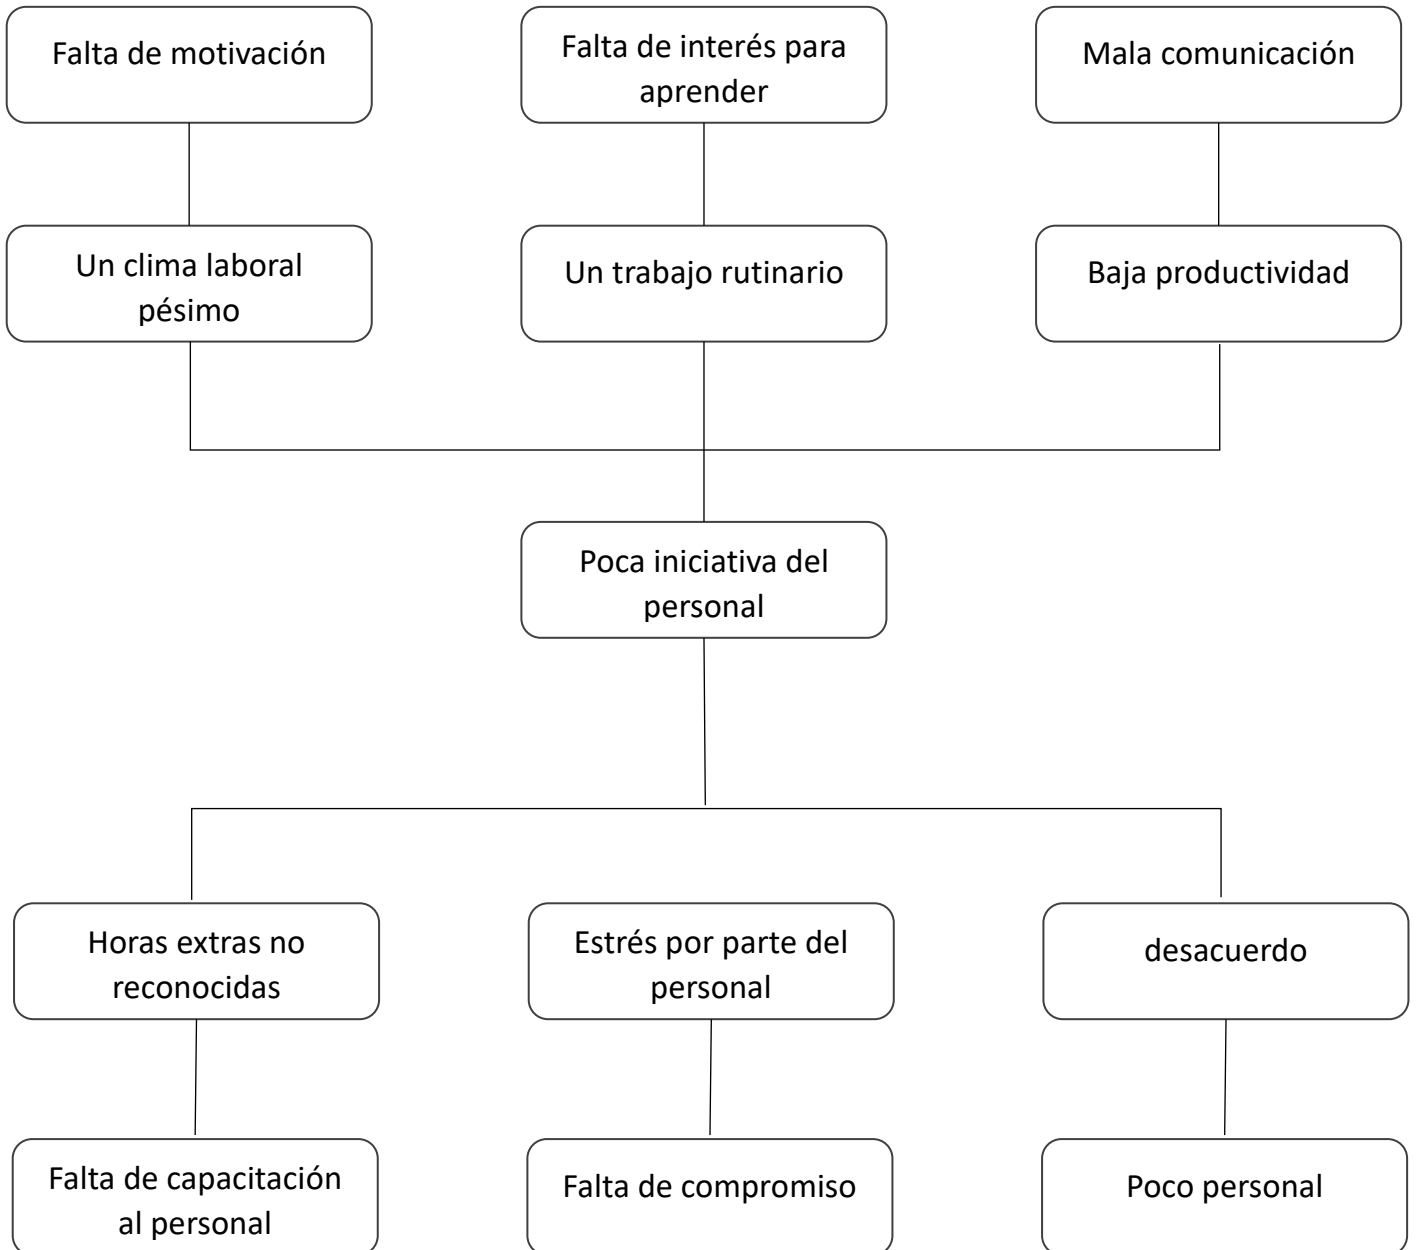 Falta de motivación
Falta de interés para
aprender
Mala comunicación
Un clima laboral
pésimo
Un trabajo rutinario
Baja productividad
Poca iniciativa del
personal
Horas extras no
reconocidas
Estrés por parte del
personal
desacuerdo
Falta de capacitación
al personal
Falta de compromiso
Poco personal